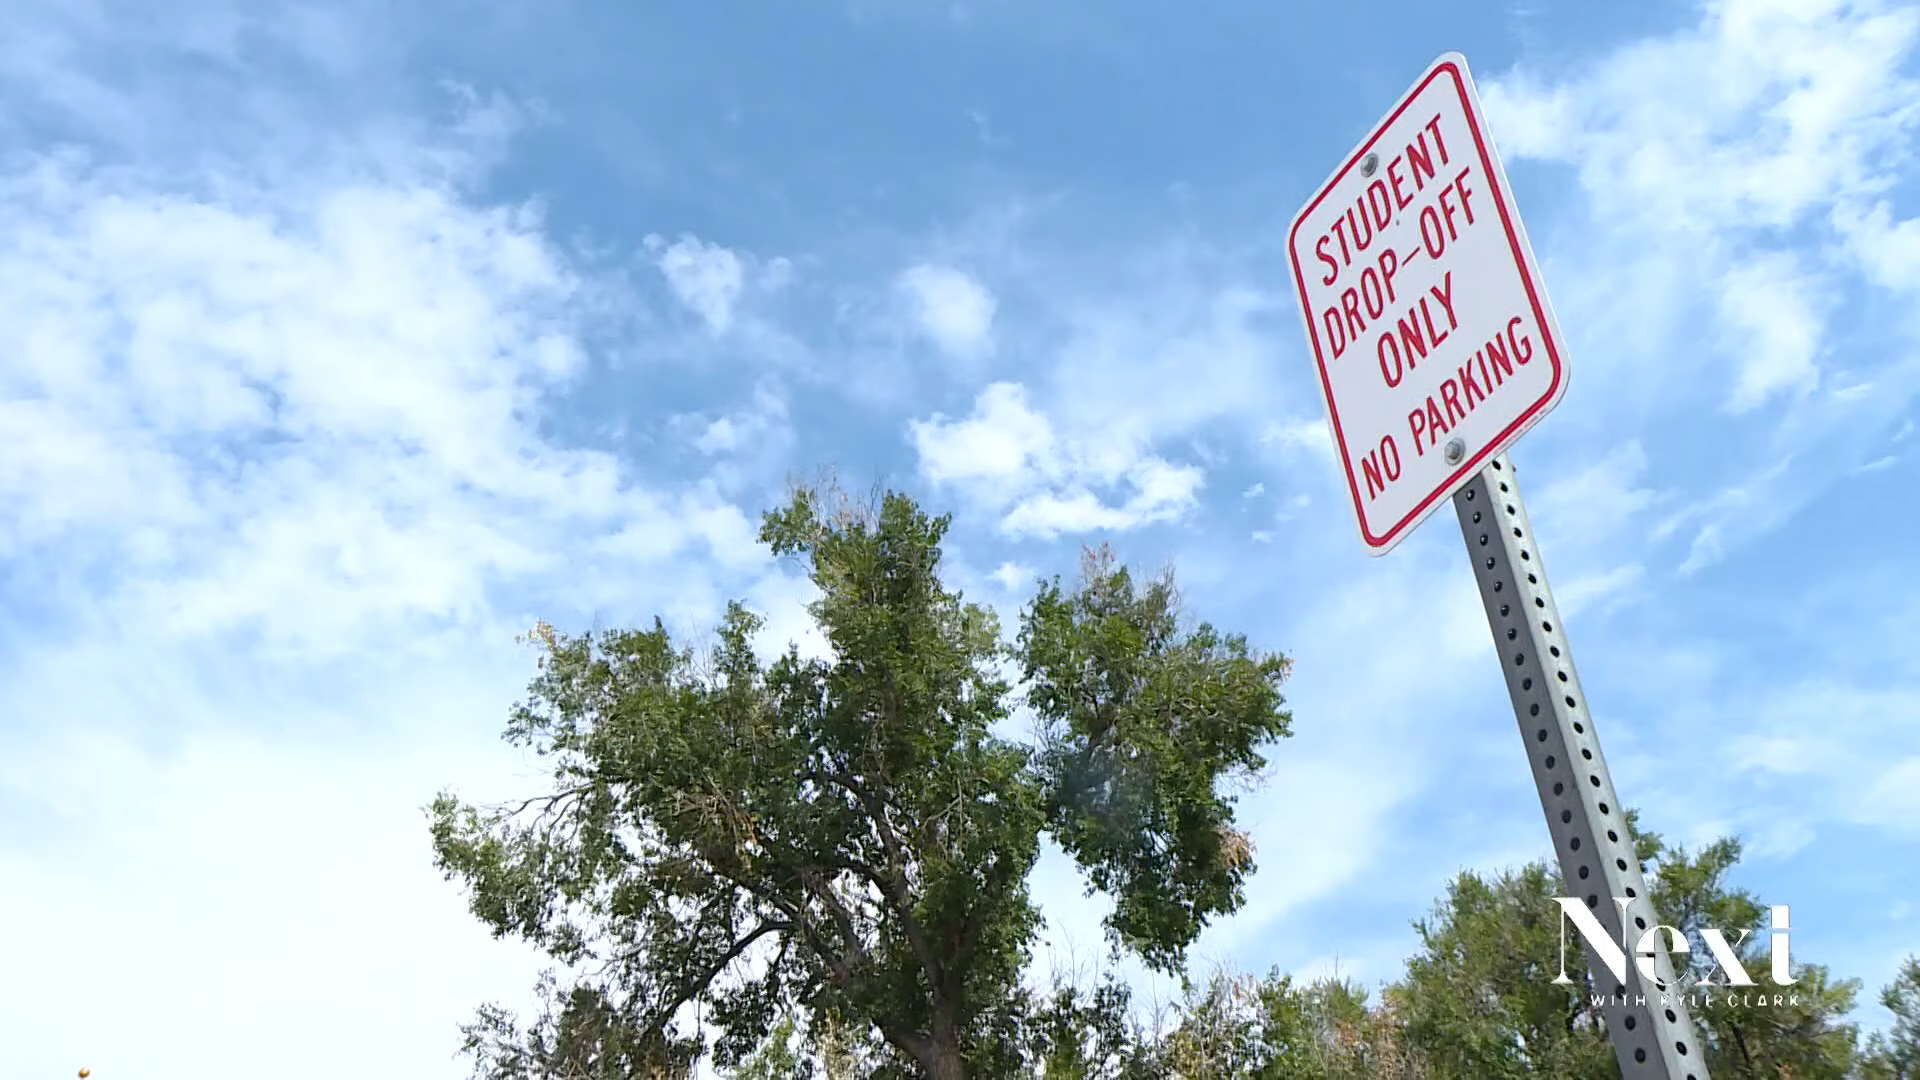 STUDENT
DROP-OFF
ONLY
NO PARKING
Next
WITH KYLE CLARK